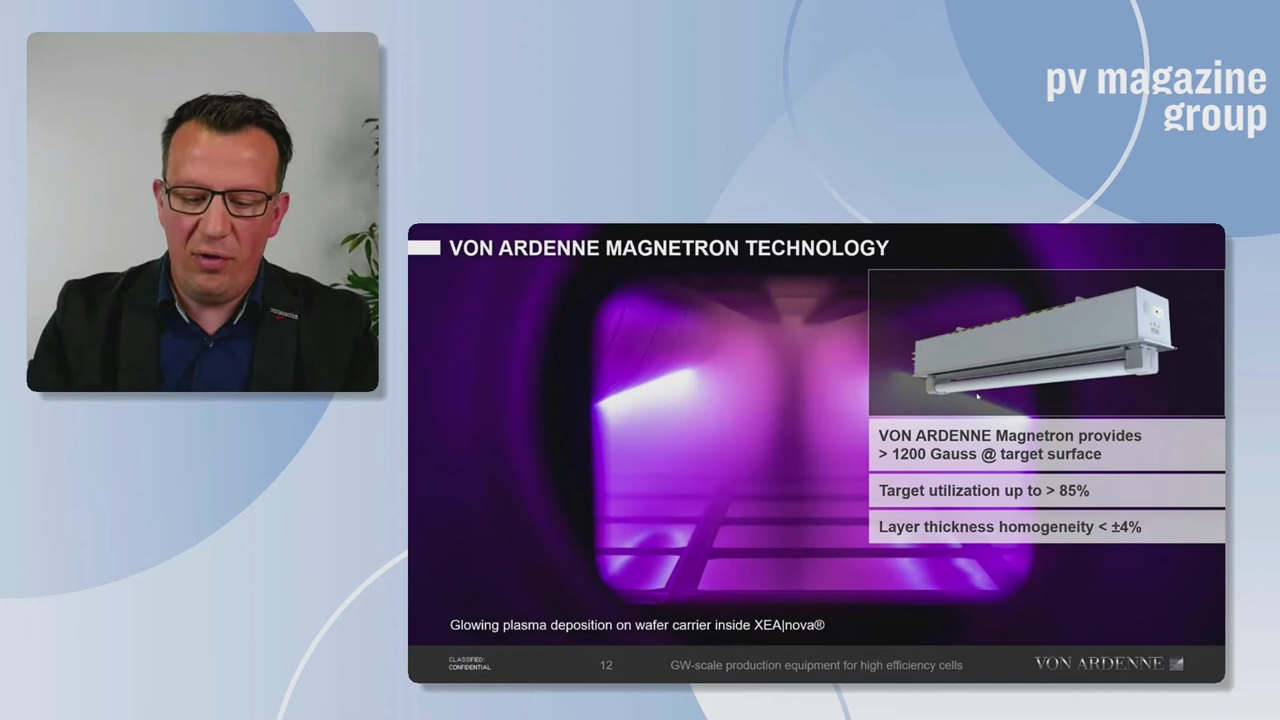 pv magazine
group
VON ARDENNE MAGNETRON TECHNOLOGY
VON ARDENNE Magnetron provides
> 1200 Gauss @ target surface
Target utilization up to > 85%
Layer thickness homogeneity < ±4%
Glowing plasma deposition on wafer carrier inside XEA|nova®
CLASSIFIED:
CONFIDENTIAL
12
GW-scale production equipment for high efficiency cells
VON ARDENNE